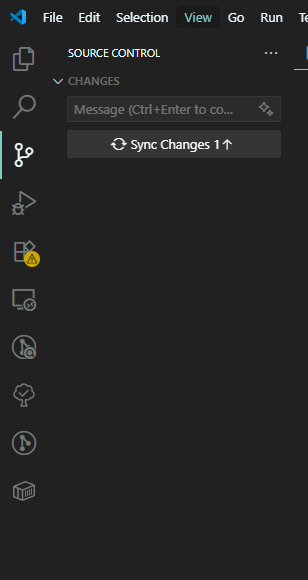 File Edit Selection View Go Run
SOURCE CONTROL ...
CHANGES
Message (Ctrl+Enter to co...
Sync Changes 1↑